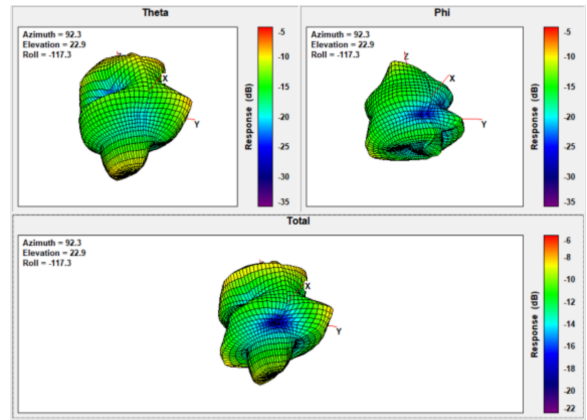 Theta
Azimuth = 92.3
Elevation = 22.9
Roll = -117.3
Z
X
Y
-5
-10
-15
-20
-25
-30
-35
Response (dB)
Phi
Azimuth = 92.3
Elevation = 22.9
Roll = -117.3
Z
X
Y
-5
-10
-15
-20
-25
-30
-35
Response (dB)
Total
Azimuth = 92.3
Elevation = 22.9
Roll = -117.3
X
Y
-6
-8
-10
-12
-14
-16
-18
-20
-22
Response (dB)